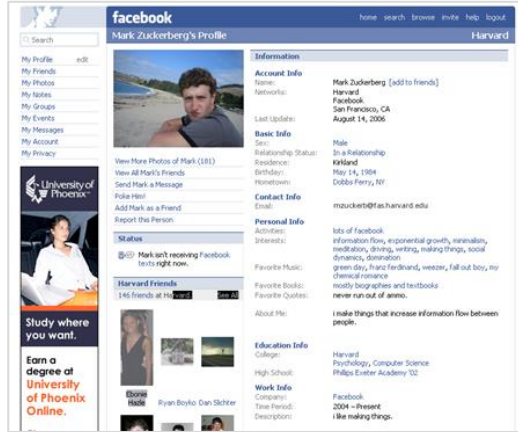 facebook
home search browse invite help logout
Mark Zuckerberg's Profile
Harvard
Search
My Profile edit
My Friends
My Photos
My Notes
My Groups
My Events
My Messages
My Account
My Privacy
University of
Phoenix
Study where
you want.
Earn a
degree at
University
of Phoenix
Online.
View More Photos of Mark (181)
View All Mark's Friends
Send Mark a Message
Poke Him!
Add Mark as a Friend
Report this Person
Status
Mark isn't receiving Facebook
texts right now.
Harvard Friends
146 friends at Harvard. See All
Ebonie
Hazle
Ryan Boyko Dan Slichter
Information
Account Info
Name: Mark Zuckerberg [add to friends]
Networks: Harvard
Facebook
San Francisco, CA
Last Update: August 14, 2006
Basic Info
Sex: Male
Relationship Status: In a Relationship
Residence: Kirkland
Birthday: May 14, 1984
Hometown: Dobbs Ferry, NY
Contact Info
Email: mzuckerb@fas.harvard.edu
Personal Info
Activities: lots of facebook
Interests: information flow, exponential growth, minimalism,
meditation, driving, writing, making things, social
dynamics, domination
Favorite Music: green day, franz ferdinand, weezer, fall out boy, my
chemical romance
Favorite Books: mostly biographies and textbooks
Favorite Quotes: never run out of ammo.
About Me: i make things that increase information flow between
people.
Education Info
College: Harvard
Psychology, Computer Science
High School: Phillips Exeter Academy '02
Work Info
Company: Facebook
Time Period: 2004 – Present
Description: i like making things.